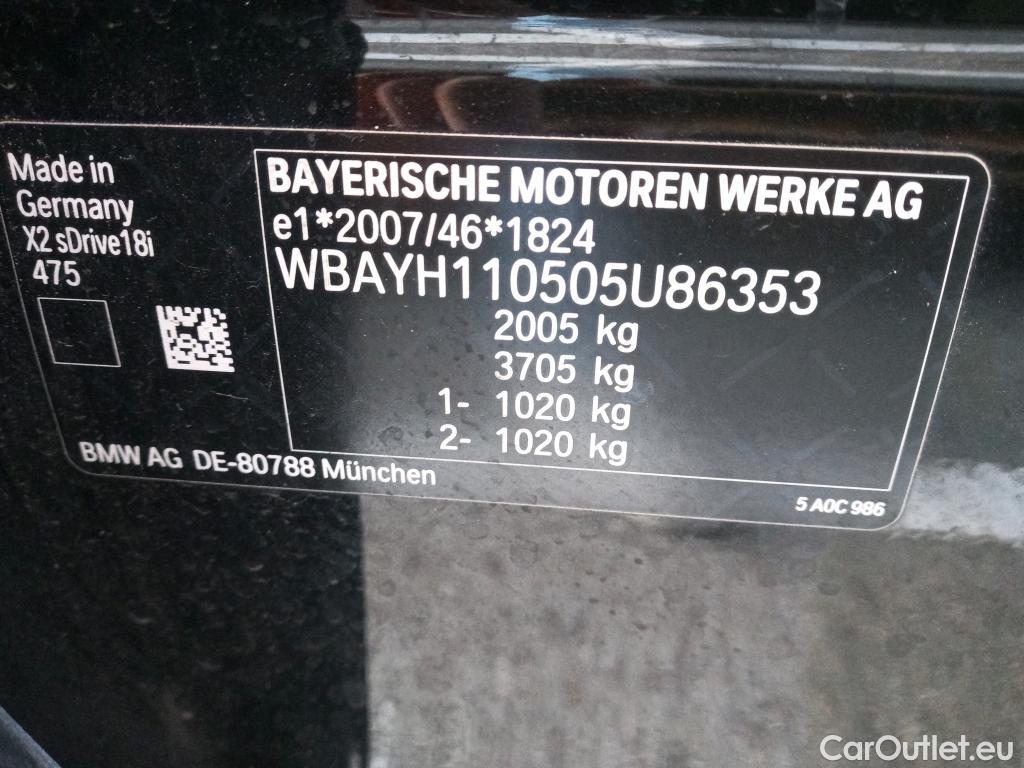 Made in
Germany
X2 sDrive18i
475
BAYERISCHE MOTOREN WERKE AG
e1*2007/46*1824
WBAYH110505U86353
2005 kg
3705 kg
1- 1020 kg
2- 1020 kg
BMW AG DE-80788 München
5 A0C 986
CarOutlet.eu